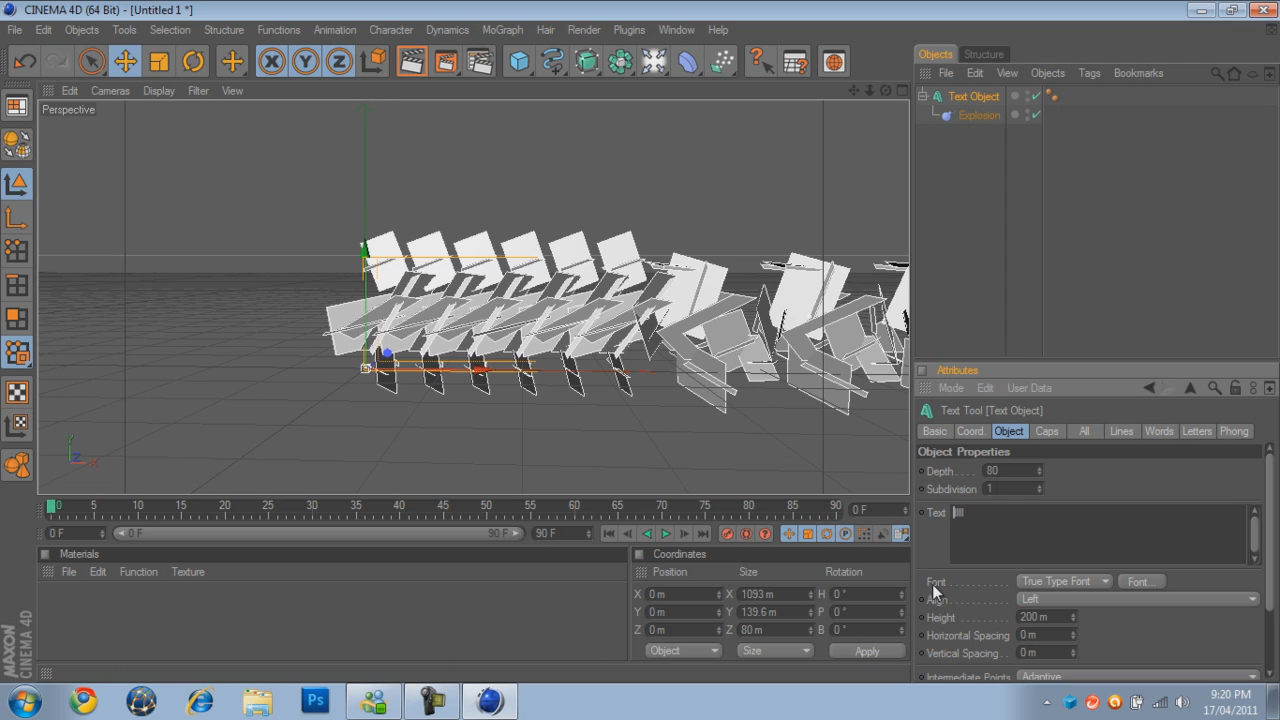 CINEMA 4D (64 Bit) - [Untitled 1 *]
File Edit Objects Tools Selection Structure Functions Animation Character Dynamics MoGraph Hair Render Plugins Window Help
Objects Structure
File Edit View Objects Tags Bookmarks
Edit Cameras Display Filter View
Text Object
Explosion
Perspective
Y
X
Z
Attributes
Mode Edit User Data
Text Tool [Text Object]
Basic Coord. Object Caps All Lines Words Letters Phong
Object Properties
Depth 80
Subdivision 1
Text
Font True Type Font Font...
Align Left
Height 200 m
Horizontal Spacing 0 m
Vertical Spacing 0 m
Intermediate Points Adaptive
0 5 10 15 20 25 30 35 40 45 50 55 60 65 70 75 80 85 90 0 F
0 F 0 F 90 F 90 F
Materials
File Edit Function Texture
Coordinates
Position Size Rotation
X 0 m X 1093 m H 0 °
Y 0 m Y 139.6 m P 0 °
Z 0 m Z 80 m B 0 °
Object Size Apply
MAXON
CINEMA 4D
Ps
9:20 PM
17/04/2011